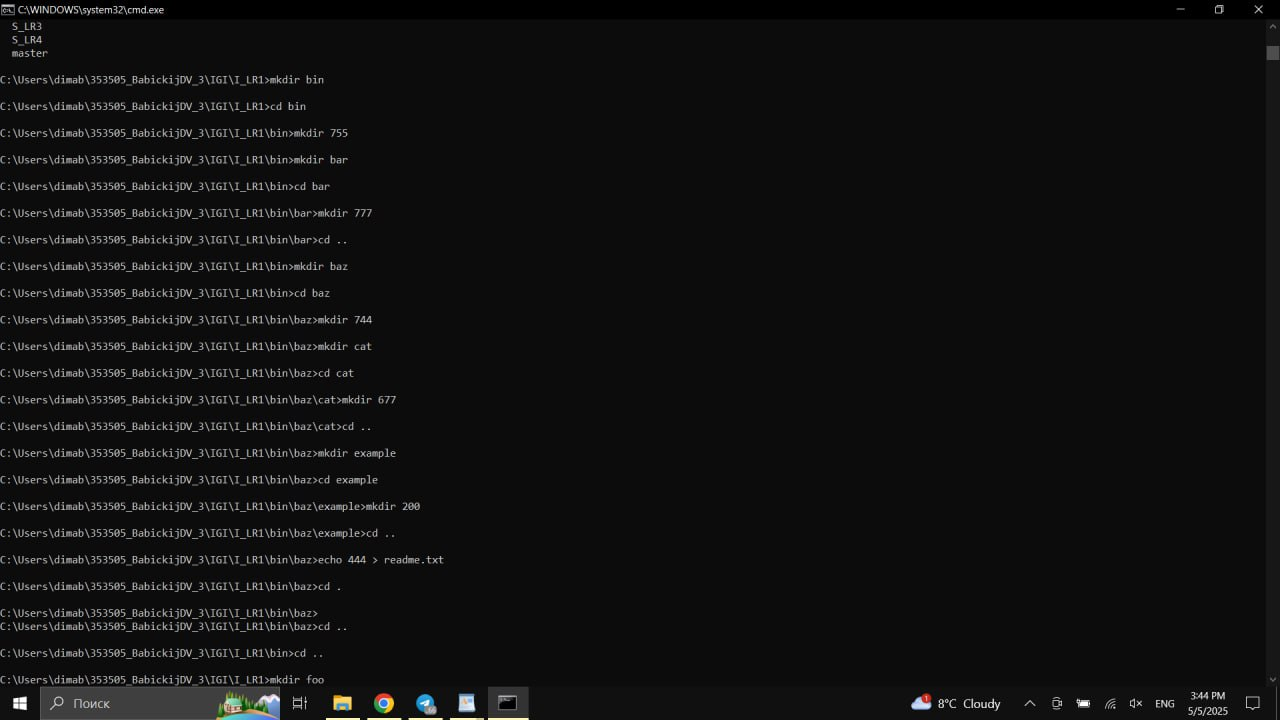 C:\WINDOWS\system32\cmd.exe
S_LR3
S_LR4
master
C:\Users\dimab\353505_BabickijDV_3\IGI\I_LR1>mkdir bin
C:\Users\dimab\353505_BabickijDV_3\IGI\I_LR1>cd bin
C:\Users\dimab\353505_BabickijDV_3\IGI\I_LR1\bin>mkdir 755
C:\Users\dimab\353505_BabickijDV_3\IGI\I_LR1\bin>mkdir bar
C:\Users\dimab\353505_BabickijDV_3\IGI\I_LR1\bin>cd bar
C:\Users\dimab\353505_BabickijDV_3\IGI\I_LR1\bin\bar>mkdir 777
C:\Users\dimab\353505_BabickijDV_3\IGI\I_LR1\bin\bar>cd ..
C:\Users\dimab\353505_BabickijDV_3\IGI\I_LR1\bin>mkdir baz
C:\Users\dimab\353505_BabickijDV_3\IGI\I_LR1\bin>cd baz
C:\Users\dimab\353505_BabickijDV_3\IGI\I_LR1\bin\baz>mkdir 744
C:\Users\dimab\353505_BabickijDV_3\IGI\I_LR1\bin\baz>mkdir cat
C:\Users\dimab\353505_BabickijDV_3\IGI\I_LR1\bin\baz>cd cat
C:\Users\dimab\353505_BabickijDV_3\IGI\I_LR1\bin\baz\cat>mkdir 677
C:\Users\dimab\353505_BabickijDV_3\IGI\I_LR1\bin\baz\cat>cd ..
C:\Users\dimab\353505_BabickijDV_3\IGI\I_LR1\bin\baz>mkdir example
C:\Users\dimab\353505_BabickijDV_3\IGI\I_LR1\bin\baz>cd example
C:\Users\dimab\353505_BabickijDV_3\IGI\I_LR1\bin\baz\example>mkdir 200
C:\Users\dimab\353505_BabickijDV_3\IGI\I_LR1\bin\baz\example>cd ..
C:\Users\dimab\353505_BabickijDV_3\IGI\I_LR1\bin\baz>echo 444 > readme.txt
C:\Users\dimab\353505_BabickijDV_3\IGI\I_LR1\bin\baz>cd .
C:\Users\dimab\353505_BabickijDV_3\IGI\I_LR1\bin\baz>
C:\Users\dimab\353505_BabickijDV_3\IGI\I_LR1\bin\baz>cd ..
C:\Users\dimab\353505_BabickijDV_3\IGI\I_LR1\bin>cd ..
C:\Users\dimab\353505_BabickijDV_3\IGI\I_LR1>mkdir foo
Поиск
1
8°C Cloudy
ENG
3:44 PM
5/5/2025